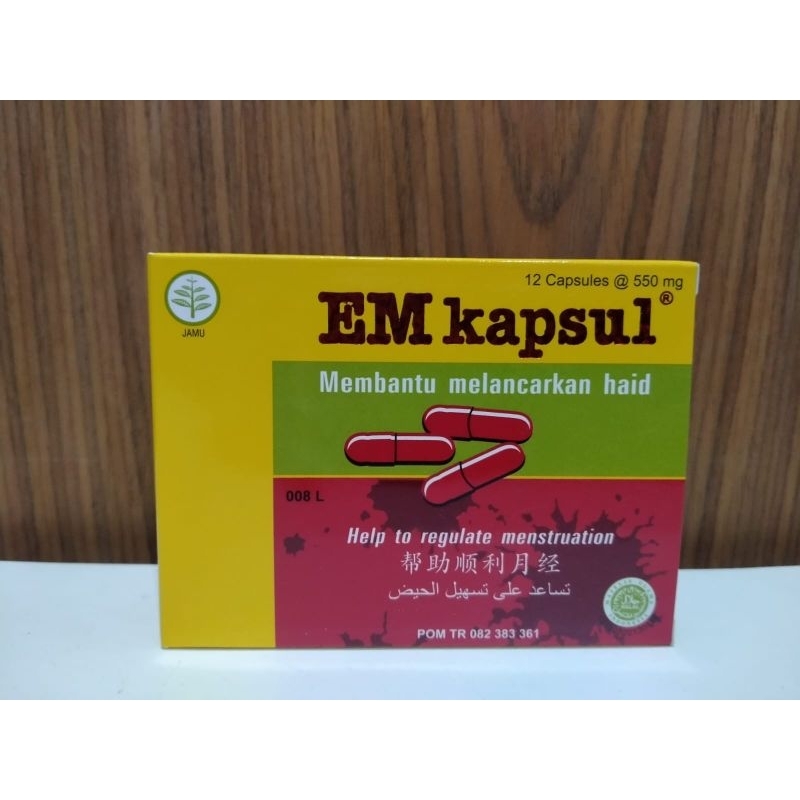 12 Capsules @ 550 mg
JAMU
EM kapsul®
Membantu melancarkan haid
008 L
Help to regulate menstruation
帮助顺利月经
تساعد على تسهيل الحيض
POM TR 082 383 361